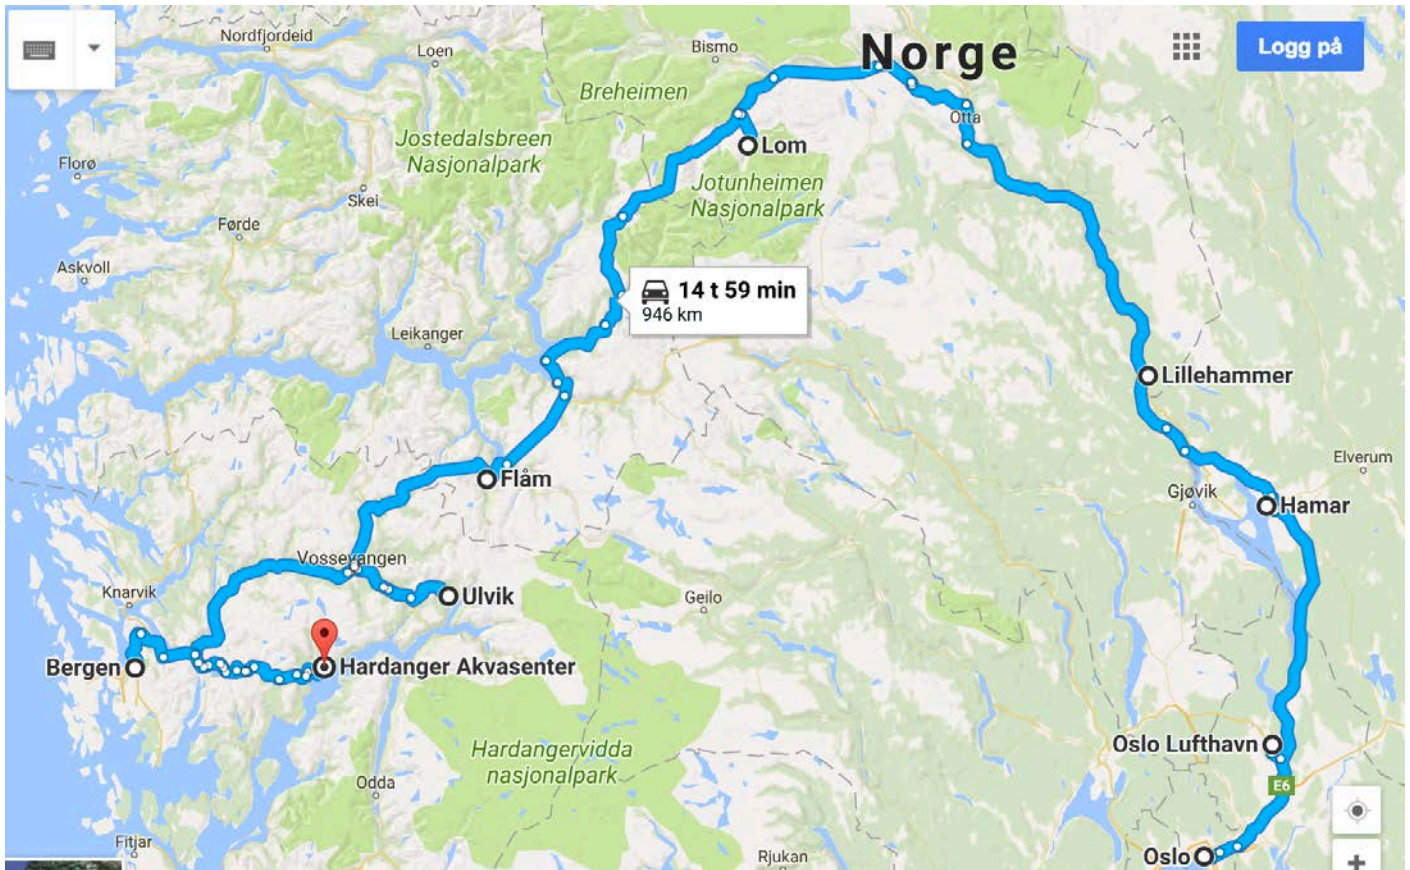 Nordfjordeid
Loen
Bismo
Norge
Logg på
Breheimen
Otta
Jostedalsbreen
Nasjonalpark
Lom
Florø
Jotunheimen
Nasjonalpark
Skei
Førde
Askvoll
14 t 59 min
946 km
Leikanger
Lillehammer
Elverum
Flåm
Gjøvik
Hamar
Vossevangen
Knarvik
Ulvik
Geilo
Bergen
Hardanger Akvasenter
Hardangervidda
nasjonalpark
Oslo Lufthavn
Odda
E6
Fitjar
Rjukan
Oslo
+